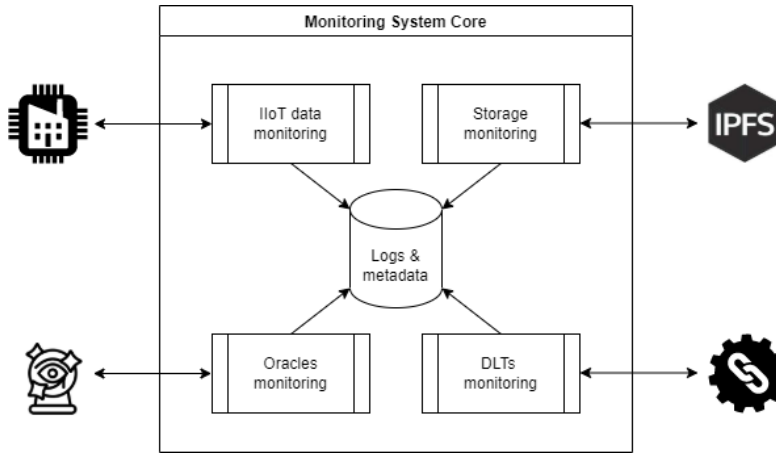 Monitoring System Core
IIoT data
monitoring
Storage
monitoring
IPFS
Logs &
metadata
Oracles
monitoring
DLTs
monitoring